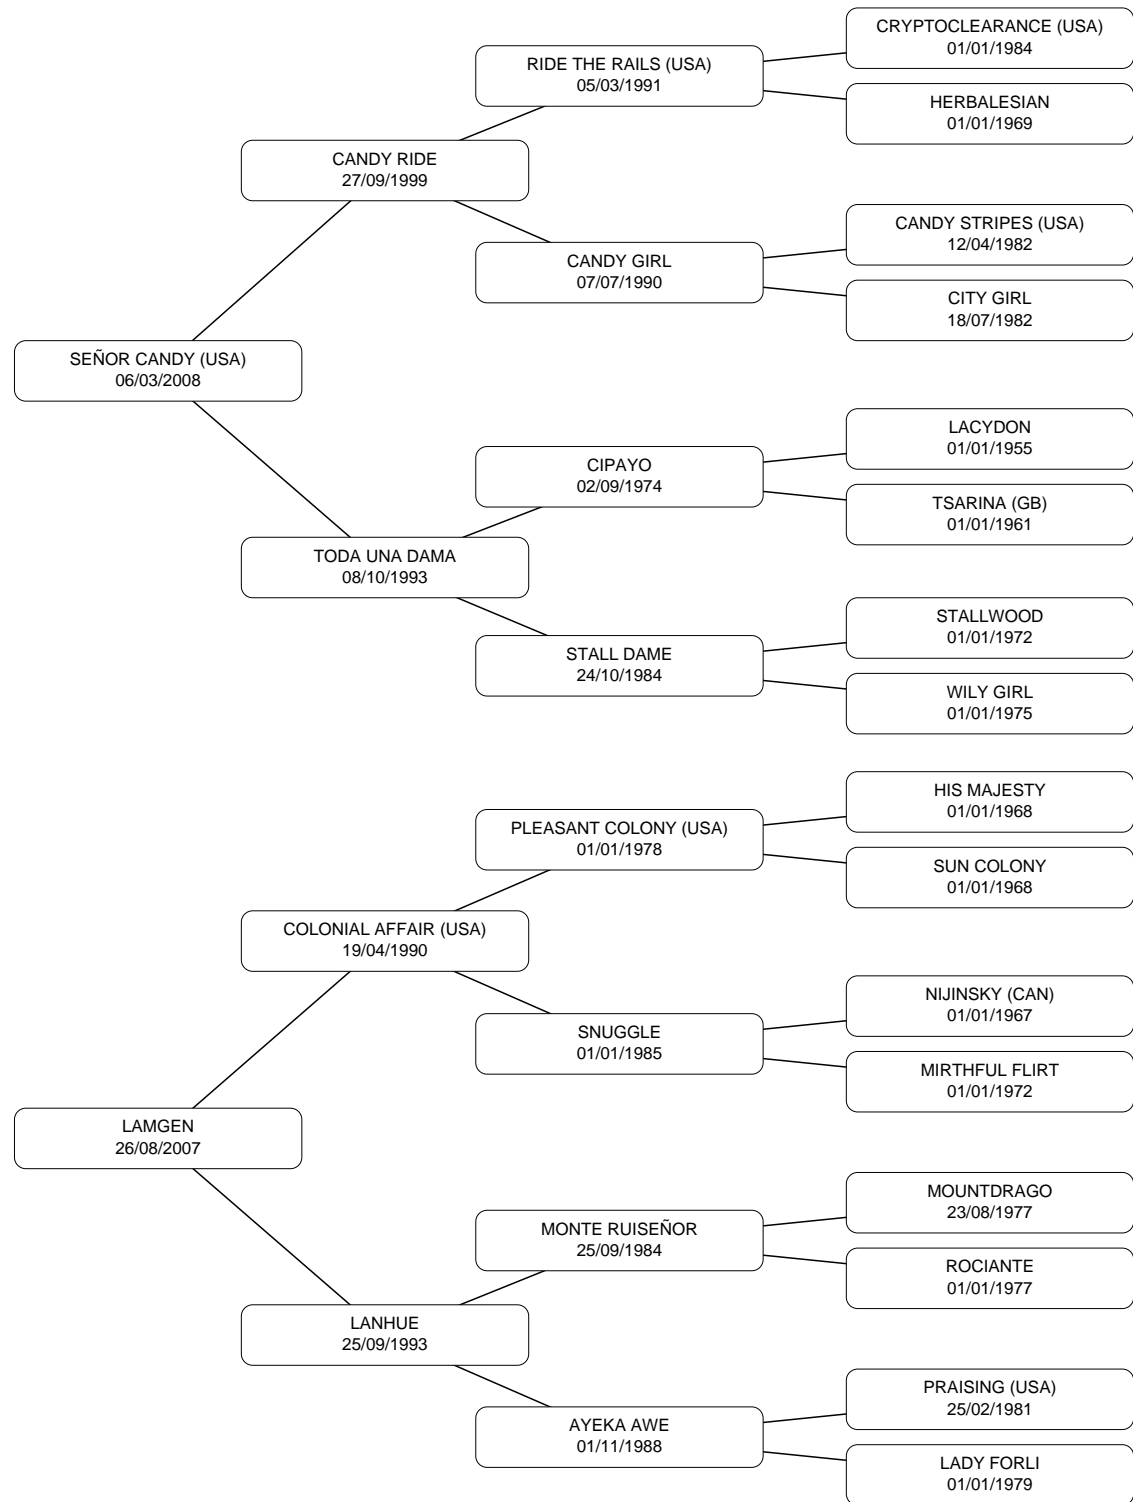 CRYPTOCLEARANCE (USA)
01/01/1984
RIDE THE RAILS (USA)
05/03/1991
HERBALESIAN
01/01/1969
CANDY RIDE
27/09/1999
CANDY STRIPES (USA)
12/04/1982
CANDY GIRL
07/07/1990
CITY GIRL
18/07/1982
SEÑOR CANDY (USA)
06/03/2008
LACYDON
01/01/1955
CIPAYO
02/09/1974
TSARINA (GB)
01/01/1961
TODA UNA DAMA
08/10/1993
STALLWOOD
01/01/1972
STALL DAME
24/10/1984
WILY GIRL
01/01/1975
HIS MAJESTY
01/01/1968
PLEASANT COLONY (USA)
01/01/1978
SUN COLONY
01/01/1968
COLONIAL AFFAIR (USA)
19/04/1990
NIJINSKY (CAN)
01/01/1967
SNUGGLE
01/01/1985
MIRTHFUL FLIRT
01/01/1972
LAMGEN
26/08/2007
MOUNTDRAGO
23/08/1977
MONTE RUISEÑOR
25/09/1984
ROCIANTE
01/01/1977
LANHUE
25/09/1993
PRAISING (USA)
25/02/1981
AYEKA AWE
01/11/1988
LADY FORLI
01/01/1979